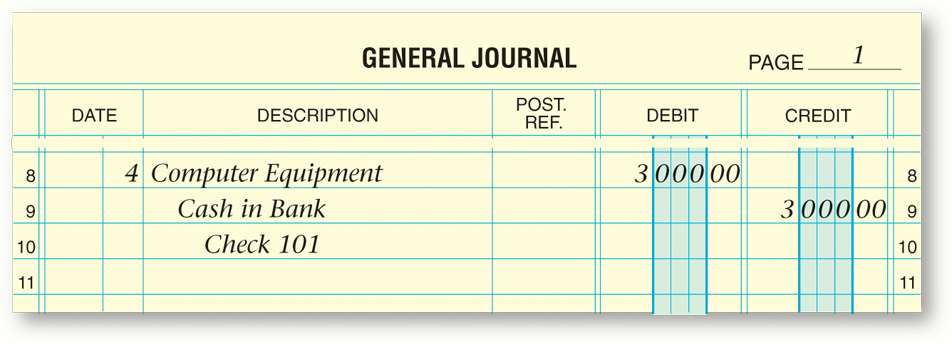 GENERAL JOURNAL PAGE 1
DATE DESCRIPTION POST. REF. DEBIT CREDIT
8 4 Computer Equipment 3 000 00 8
9 Cash in Bank 3 000 00 9
10 Check 101 10
11 11